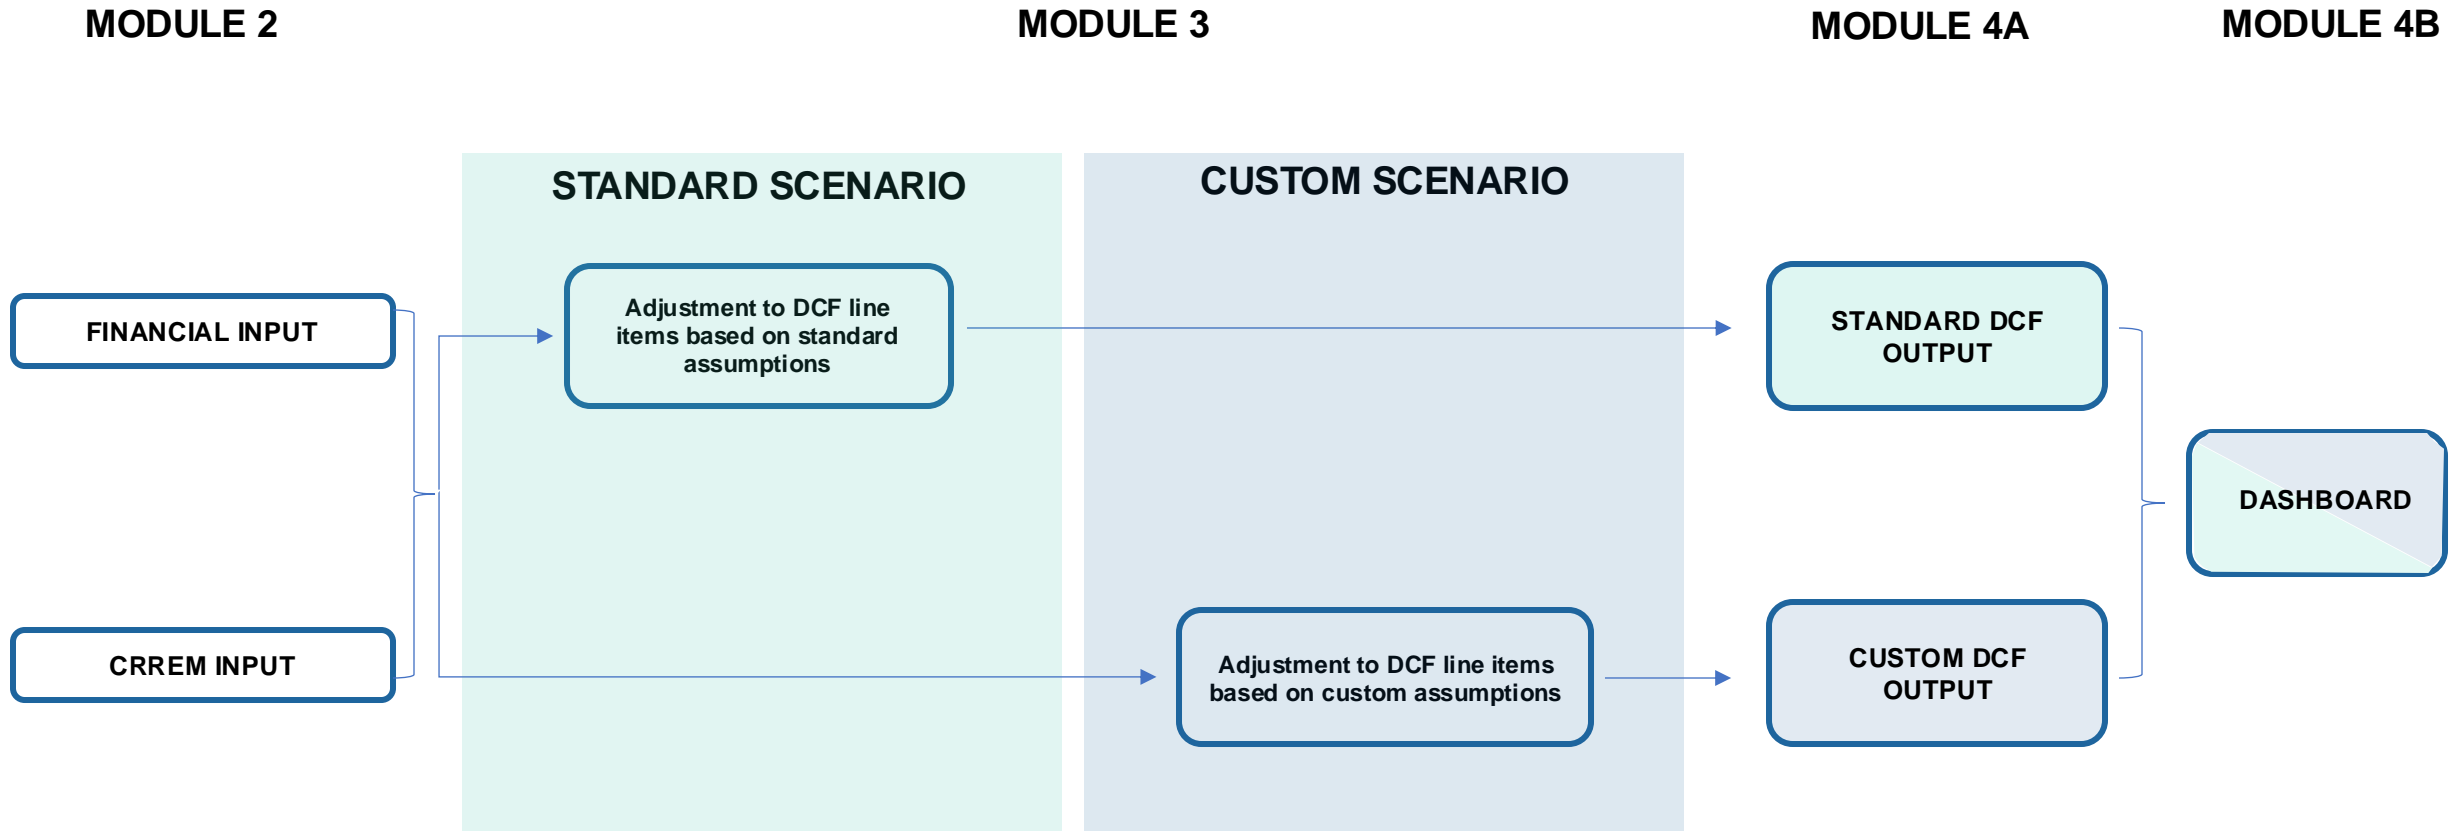 MODULE 2
MODULE 3
MODULE 4A
MODULE 4B
STANDARD SCENARIO
CUSTOM SCENARIO
FINANCIAL INPUT
Adjustment to DCF line
items based on standard
assumptions
STANDARD DCF
OUTPUT
DASHBOARD
CRREM INPUT
Adjustment to DCF line items
based on custom assumptions
CUSTOM DCF
OUTPUT